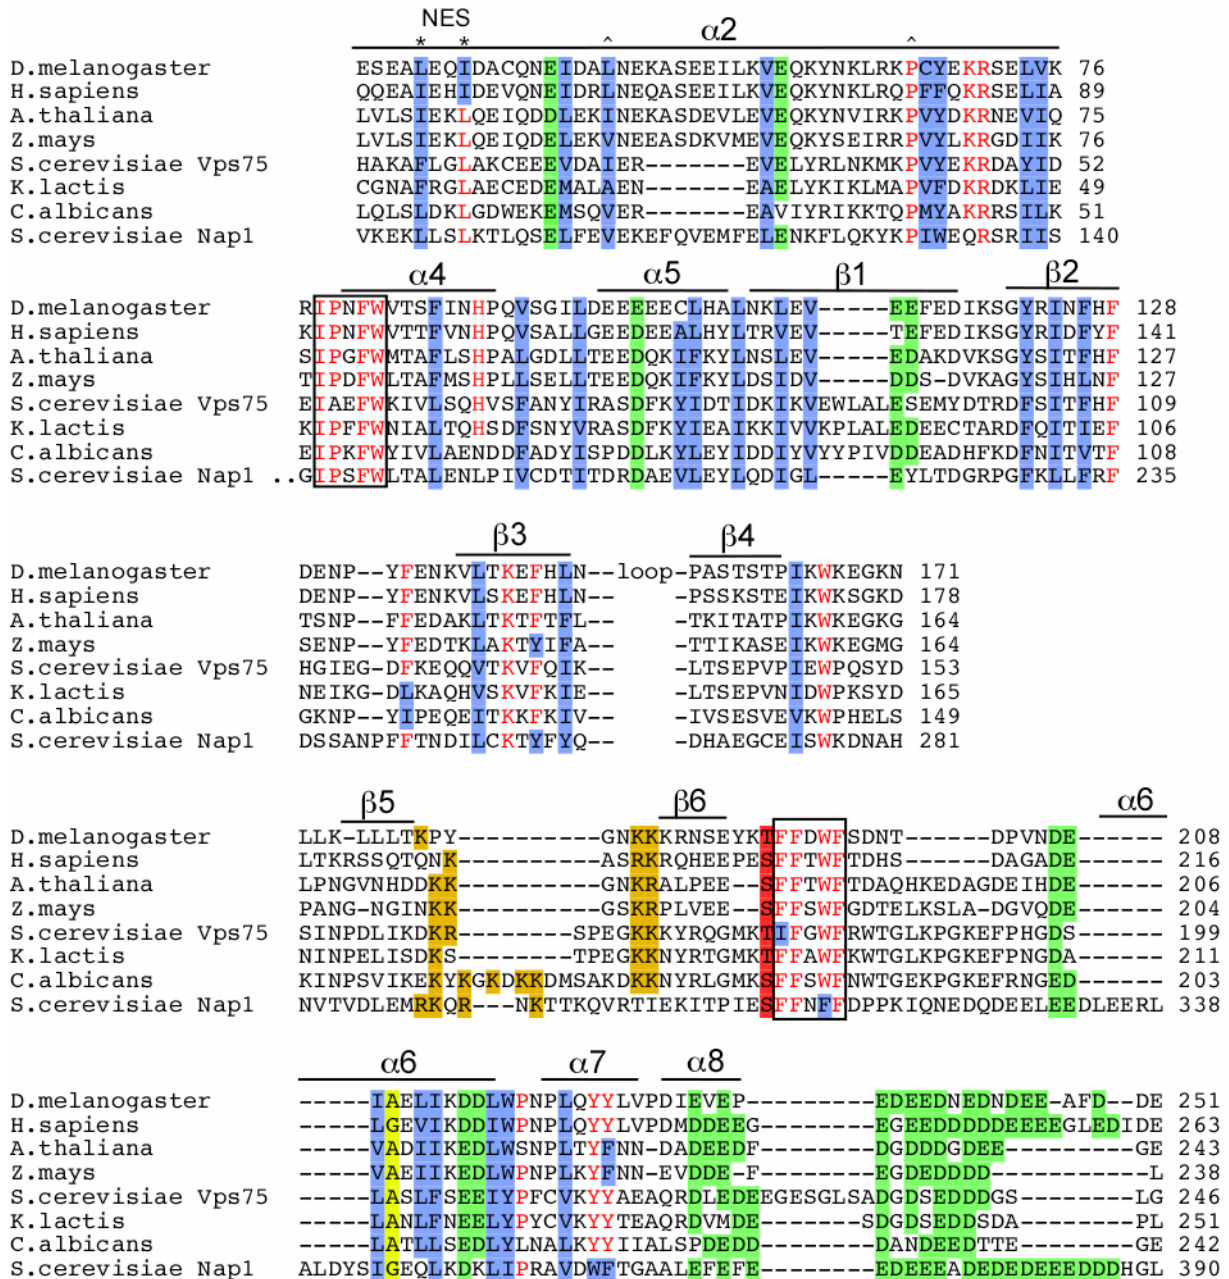 NES
* * ^ α2 ^
D.melanogaster ESEALEQIDACQNEIDALNEKASEEILKVEQKYNKLRKPCYEKRSELVK 76
H.sapiens QQEAIEHIDEVQNEIDRLNEQASEEILKVEQKYNKLRQPFFQKRSELIA 89
A.thaliana LVLSIEKLQEIQDDLEKINEKASDEVLEVEQKYNVIRKPVYDKRNEVIQ 75
Z.mays LVLSIEKLQEIQDELEKVNEEASDKVMEVEQKYSEIRRPVYLKRGDIIK 76
S.cerevisiae Vps75 HAKAFLGLAKCEEEVDAIER-------EVELYRLNKMKPVYEKRDAYID 52
K.lactis CGNAFRGLAECEDEMALAEN-------EAELYKIKLMAPVFDKRDKLIE 49
C.albicans LQLSLDKLGDWEKEMSQVER-------EAVIYRIKKTQPMYAKRRSILK 51
S.cerevisiae Nap1 VKEKLLSLKTLQSELFEVEKEFQVEMFELENKFLQKYKPIWEQRSRIIS 140
α4 α5 β1 β2
D.melanogaster RIPNFWVTSFINHPQVSGILDEEEEECLHALNKLEV-----EEFEDIKSGYRINFHF 128
H.sapiens KIPNFWVTTFVNHPQVSALLGEEDEEALHYLTRVEV-----TEFEDIKSGYRIDFYF 141
A.thaliana SIPGFWMTAFLSHPALGDLLTEEDQKIFKYLNSLEV-----EDAKDVKSGYSITFHF 127
Z.mays TIPDFWLTAFMSHPLLSELLTEEDQKIFKYLDSIDV-----DDS-DVKAGYSIHLNF 127
S.cerevisiae Vps75 EIAEFWKIVLSQHVSFANYIRASDFKYIDTIDKIKVEWLALESEMYDTRDFSITFHF 109
K.lactis KIPFFWNIALTQHSDFSNYVRASDFKYIEAIKKIVVKPLALEDEECTARDFQITIEF 106
C.albicans EIPKFWYIVLAENDDFADYISPDDLKYLEYIDDIYVYYPIVDDEADHFKDFNITVTF 108
S.cerevisiae Nap1 ..GIPSFWLTALENLPIVCDTITDRDAEVLEYLQDIGL-----EYLTDGRPGFKLLFRF 235
β3 β4
D.melanogaster DENP--YFENKVLTKEFHLN--loop-PASTSTPIKWKEGKN 171
H.sapiens DENP--YFENKVLSKEFHLN-- -PSSKSTEIKWKSGKD 178
A.thaliana TSNP--FFEDAKLTKTFTFL-- -TKITATPIKWKEGKG 164
Z.mays SENP--YFEDTKLAKTYIFA-- -TTIKASEIKWKEGMG 164
S.cerevisiae Vps75 HGIEG-DFKEQQVTKVFQIK-- -LTSEPVPIEWPQSYD 153
K.lactis NEIKG-DLKAQHVSKVFKIE-- -LTSEPVNIDWPKSYD 165
C.albicans GKNP--YIPEQEITKKFKIV-- -IVSESVEVKWPHELS 149
S.cerevisiae Nap1 DSSANPFFTNDILCKTYFYQ-- -DHAEGCEISWKDNAH 281
β5 β6 α6
D.melanogaster LLK-LLLTKPY----------GNKKKRNSEYKTFFDWFSDNT------DPVNDE------ 208
H.sapiens LTKRSSQTQNK----------ASRKRQHEEPESFFTWFTDHS------DAGADE------ 216
A.thaliana LPNGVNHDDKK----------GNKRALPEE--SFFTWFTDAQHKEDAGDEIHDE------ 206
Z.mays PANG-NGINKK----------GSKRPLVEE--SFFSWFGDTELKSLA-DGVQDE------ 204
S.cerevisiae Vps75 SINPDLIKDKR--------SPEGKKKYRQGMKTIFGWFRWTGLKPGKEFPHGDS------ 199
K.lactis NINPELISDKS--------TPEGKKNYRTGMKTFFAWFKWTGLKPGKEFPNGDA------ 211
C.albicans KINPSVIKEKYKGKDKKDMSAKDKKNYRLGMKSFFSWFNWTGEKPGKEFRNGED------ 203
S.cerevisiae Nap1 NVTVDLEMRKQR---NKTTKQVRTIEKITPIESFFNFFDPPKIQNEDQDEELEEDLEERL 338
α6 α7 α8
D.melanogaster -----IAELIKDDLWPNPLQYYLVPDIEVEP---------EDEEDNEDNDEE-AFD--DE 251
H.sapiens -----LGEVIKDDIWPNPLQYYLVPDMDDEEG--------EGEEDDDDDEEEEGLEDIDE 263
A.thaliana -----VADIIKEDLWSNPLTYFNN-DADEEDF--------DGDDDGDEE---------GE 243
Z.mays -----VAEIIKEDLWPNPLKYFNN-EVDDE-F--------EGDEDDDD-----------L 238
S.cerevisiae Vps75 -----LASLFSEEIYPFCVKYYAEAQRDLEDEEGESGLSADGDSEDDDGS--------LG 246
K.lactis -----LANLFNEELYPYCVKYYTEAQRDVMDE-------SDGDSEDDSDA--------PL 251
C.albicans -----LATLLSEDLYLNALKYYIIALSPDEDD--------DANDEEDTTE--------GE 242
S.cerevisiae Nap1 ALDYSIGEQLKDKLIPRAVDWFTGAALEFEFE--------EDEEEADEDEDEEEDDDHGL 390